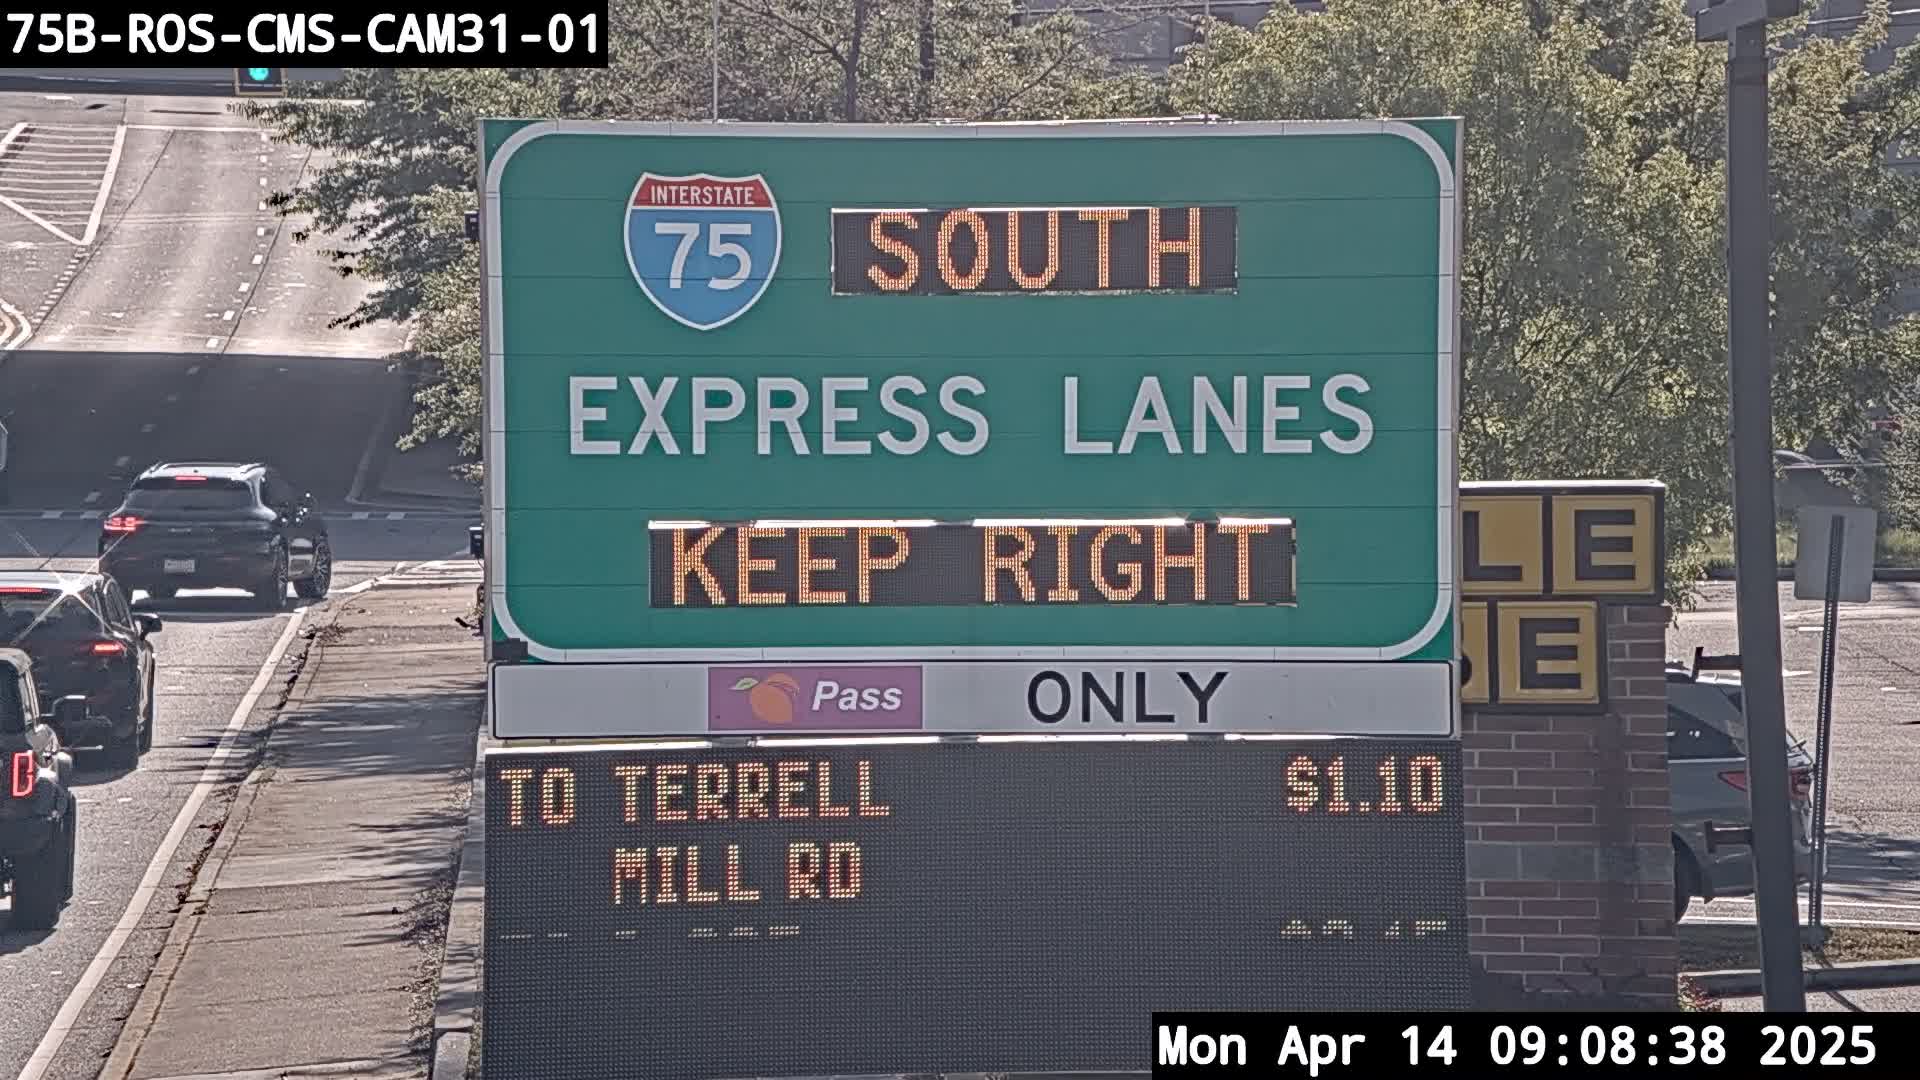 75B-ROS-CMS-CAM31-01
INTERSTATE
75
SOUTH
EXPRESS LANES
KEEP RIGHT
LE
E
Pass ONLY
TO TERRELL $1.10
MILL RD
Mon Apr 14 09:08:38 2025